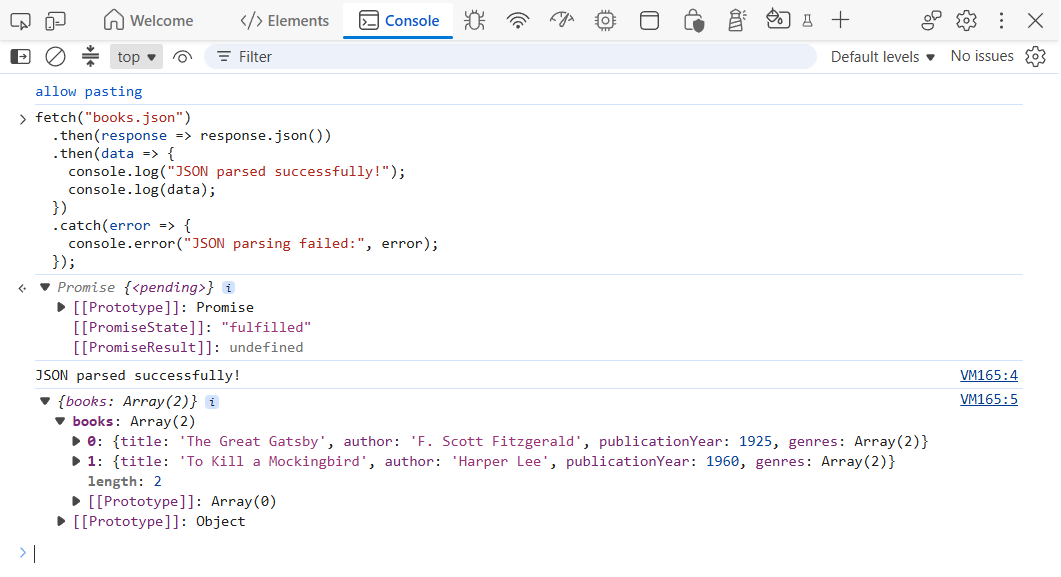 Welcome
</> Elements
Console
top ▼
Filter
Default levels ▼
No issues
allow pasting
> fetch("books.json")
  .then(response => response.json())
  .then(data => {
    console.log("JSON parsed successfully!");
    console.log(data);
  })
  .catch(error => {
    console.error("JSON parsing failed:", error);
  });
▼ Promise {<pending>} i
▶ [[Prototype]]: Promise
[[PromiseState]]: "fulfilled"
[[PromiseResult]]: undefined
JSON parsed successfully! VM165:4
▼ {books: Array(2)} i VM165:5
▼ books: Array(2)
▶ 0: {title: 'The Great Gatsby', author: 'F. Scott Fitzgerald', publicationYear: 1925, genres: Array(2)}
▶ 1: {title: 'To Kill a Mockingbird', author: 'Harper Lee', publicationYear: 1960, genres: Array(2)}
length: 2
▶ [[Prototype]]: Array(0)
▶ [[Prototype]]: Object
>